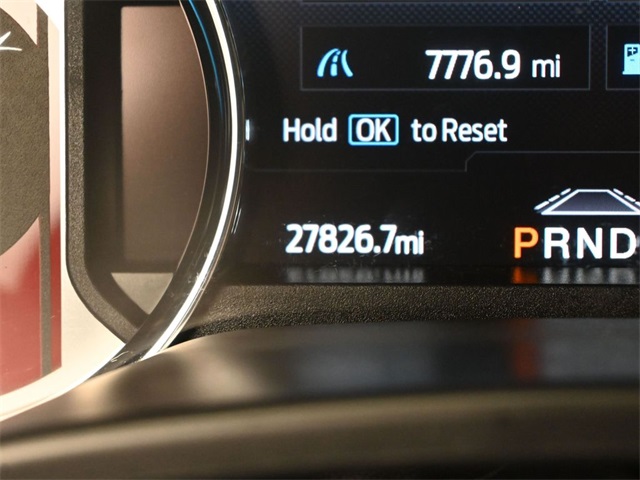 7776.9 mi
Hold OK to Reset
27826.7mi
PRND